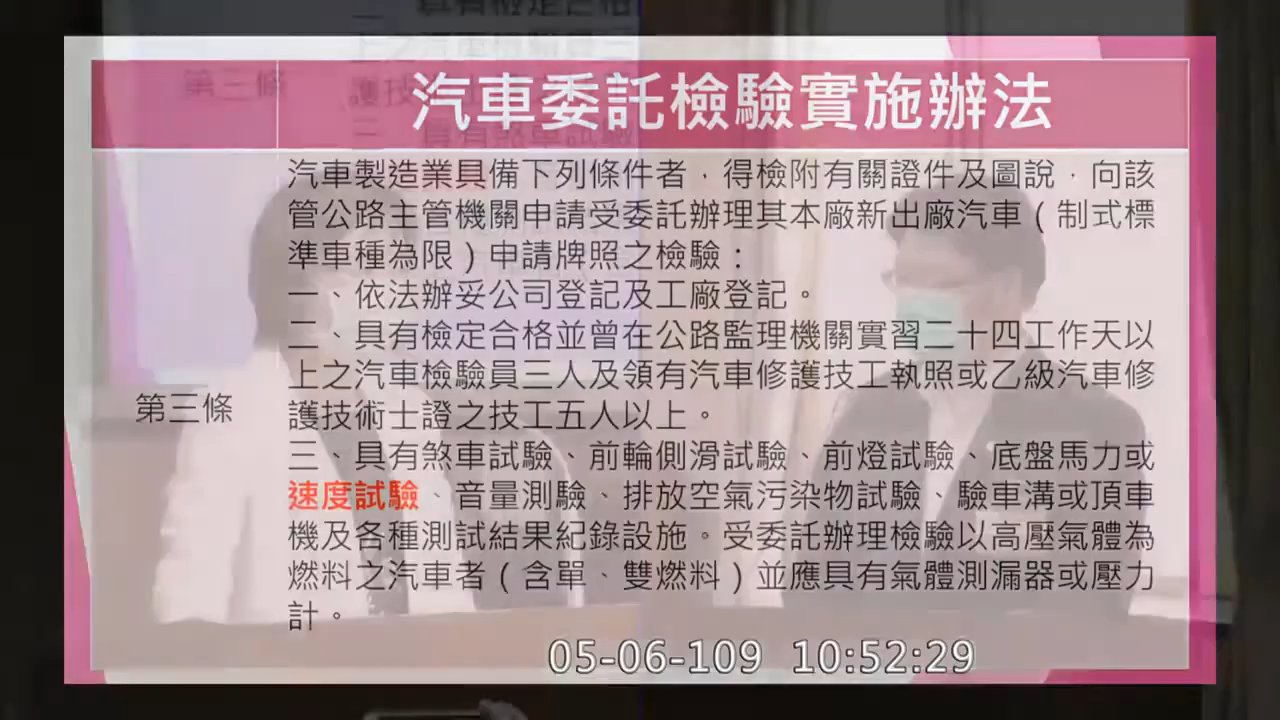 汽車委託檢驗實施辦法
汽車製造業具備下列條件者，得檢附有關證件及圖說，向該
管公路主管機關申請受委託辦理其本廠新出廠汽車（制式標
準車種為限）申請牌照之檢驗：
一、依法辦妥公司登記及工廠登記。
二、具有檢定合格並曾在公路監理機關實習二十四工作天以
上之汽車檢驗員三人及領有汽車修護技工執照或乙級汽車修
第三條
護技術士證之技工五人以上。
三、具有煞車試驗、前輪側滑試驗、前燈試驗、底盤馬力或
速度試驗、音量測驗、排放空氣污染物試驗、驗車溝或頂車
機及各種測試結果紀錄設施。受委託辦理檢驗以高壓氣體為
燃料之汽車者（含單、雙燃料）並應具有氣體測漏器或壓力
計。
05-06-109 10:52:29